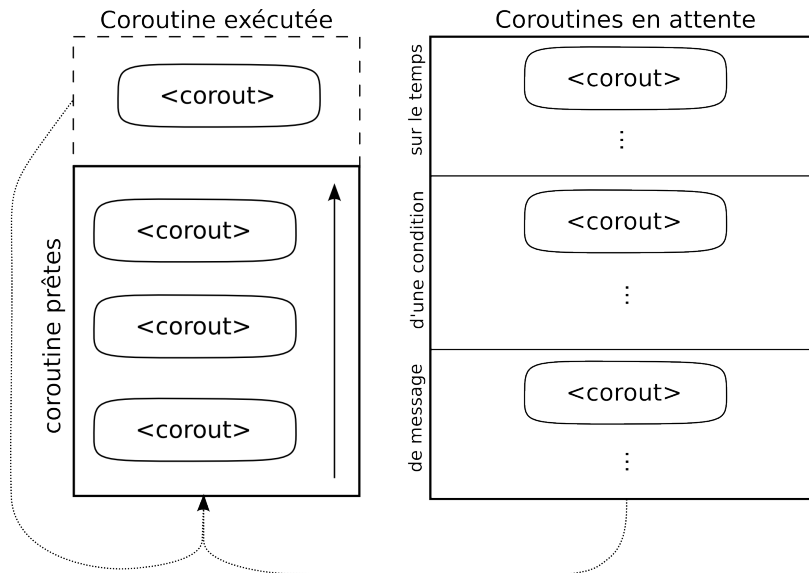 Coroutine exécutée
<corout>
coroutine prêtes
<corout>
<corout>
<corout>
Coroutines en attente
sur le temps
<corout>
...
d'une condition
<corout>
...
de message
<corout>
...